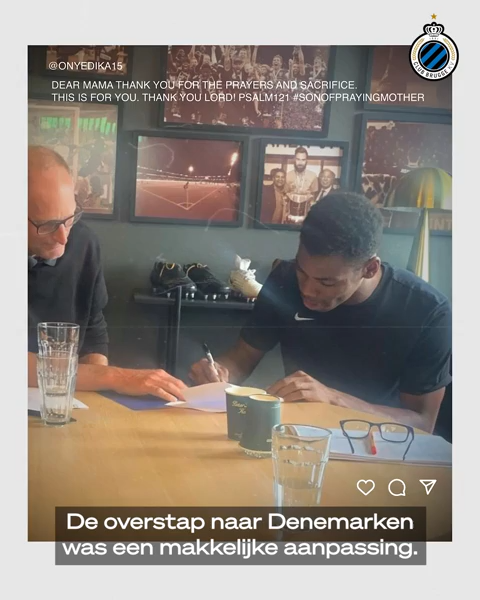 @ONYEDIKA15
DEAR MAMA THANK YOU FOR THE PRAYERS AND SACRIFICE.
THIS IS FOR YOU. THANK YOU LORD! PSALM121 #SONOFPRAYINGMOTHER
CLUB BRUGGE
De overstap naar Denemarken
was een makkelijke aanpassing.